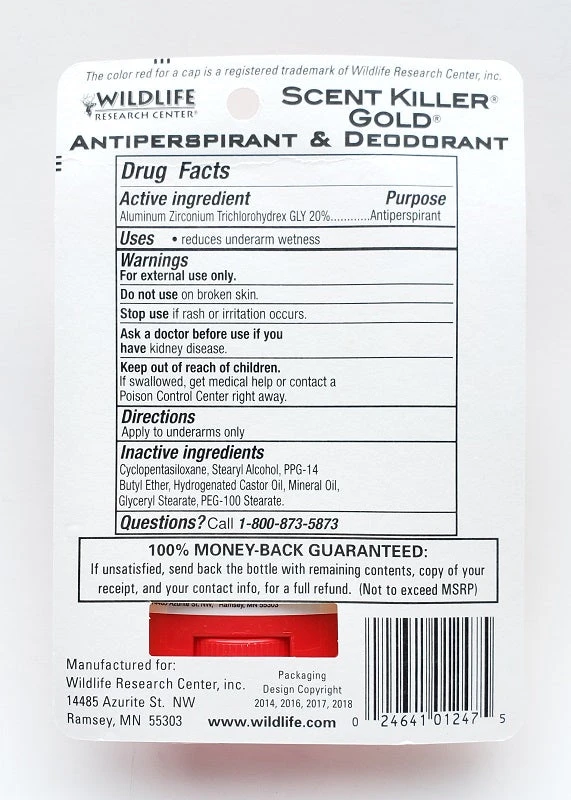 The color red for a cap is a registered trademark of Wildlife Research Center, inc.
WILDLIFE
RESEARCH CENTER®
SCENT KILLER®
GOLD®
ANTIPERSPIRANT & DEODORANT
Drug Facts
Active ingredient Purpose
Aluminum Zirconium Trichlorohydrex GLY 20%............Antiperspirant
Uses • reduces underarm wetness
Warnings
For external use only.
Do not use on broken skin.
Stop use if rash or irritation occurs.
Ask a doctor before use if you
have kidney disease.
Keep out of reach of children.
If swallowed, get medical help or contact a
Poison Control Center right away.
Directions
Apply to underarms only
Inactive ingredients
Cyclopentasiloxane, Stearyl Alcohol, PPG-14
Butyl Ether, Hydrogenated Castor Oil, Mineral Oil,
Glyceryl Stearate, PEG-100 Stearate.
Questions? Call 1-800-873-5873
100% MONEY-BACK GUARANTEED:
If unsatisfied, send back the bottle with remaining contents, copy of your
receipt, and your contact info, for a full refund. (Not to exceed MSRP)
Azurite St. NW, Ramsey, MN 55303
Manufactured for:
Wildlife Research Center, inc.
14485 Azurite St. NW
Ramsey, MN 55303
Packaging
Design Copyright
2014, 2016, 2017, 2018
www.wildlife.com
0 24641 01247 5